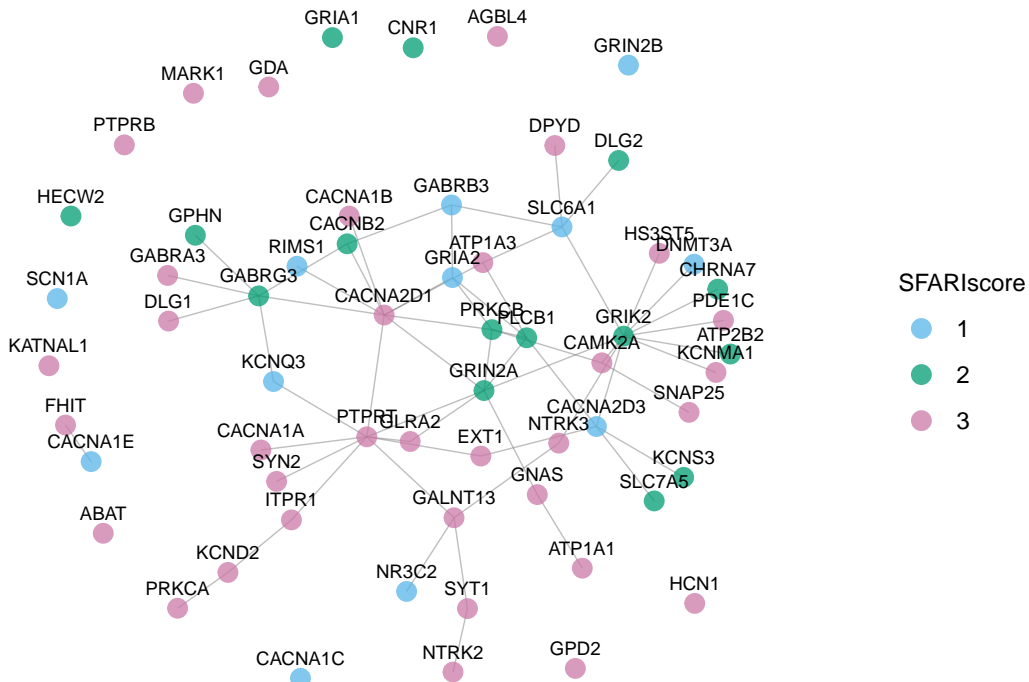 GRIA1
CNR1
AGBL4
GRIN2B
MARK1
GDA
PTPRB
DPYD
DLG2
HECW2
GPHN
CACNA1B
CACNB2
GABRB3
SLC6A1
GABRA3
RIMS1
ATP1A3
GRIA2
HS3ST5
DNMT3A
CHRNA7
SCN1A
GABRG3
CACNA2D1
DLG1
PRKCB
PLCB1
GRIK2
PDE1C
ATP2B2
KCNMA1
KATNAL1
KCNQ3
GRIN2A
CAMK2A
SNAP25
FHIT
CACNA1E
CACNA1A
PTPRT
GLRA2
EXT1
NTRK3
CACNA2D3
SYN2
GNAS
KCNS3
SLC7A5
ITPR1
GALNT13
ABAT
KCND2
PRKCA
NR3C2
SYT1
ATP1A1
HCN1
CACNA1C
NTRK2
GPD2
SFARIscore
1
2
3